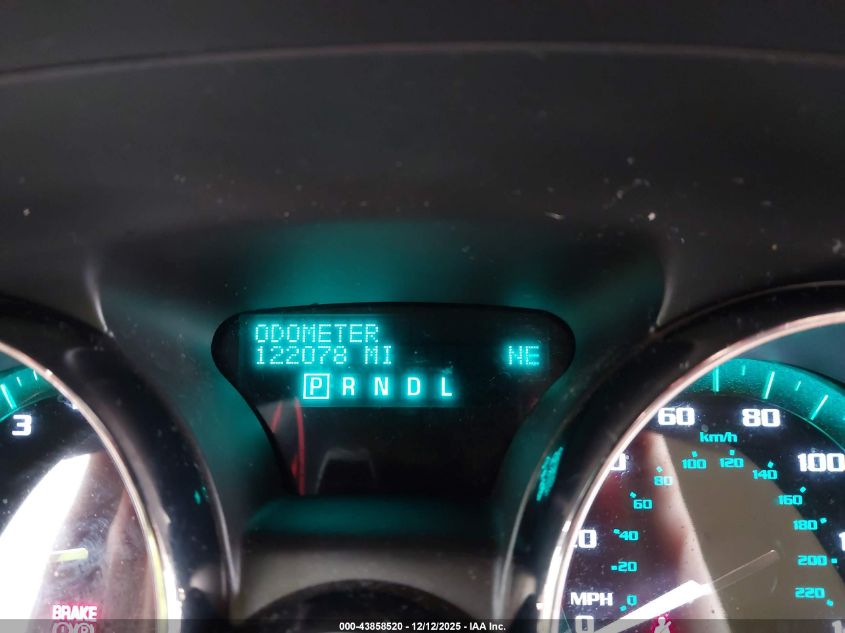 ODOMETER
122078 MI NE
P R N D L
3
60 80
km/h
100 120
100
80 140
60 160
40 180
20 200
MPH 0 220
0
BRAKE
(P)
000-43858520 - 12/12/2025 - IAA Inc.